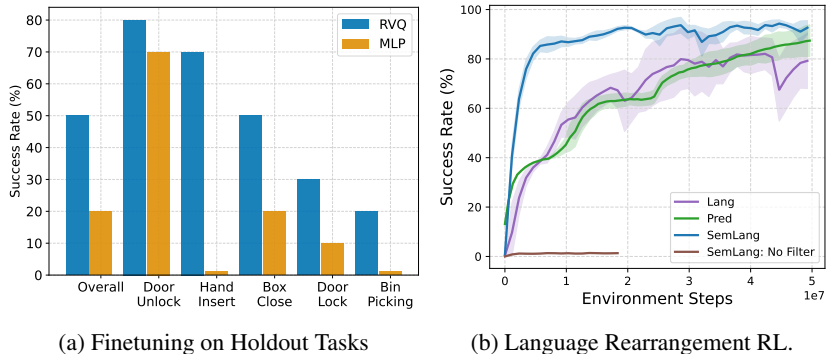 80
70
60
50
40
30
20
10
0
Success Rate (%)
RVQ
MLP
Overall
Door
Unlock
Hand
Insert
Box
Close
Door
Lock
Bin
Picking
(a) Finetuning on Holdout Tasks
100
80
60
40
20
0
Success Rate (%)
Lang
Pred
SemLang
SemLang: No Filter
0 1 2 3 4 5
1e7
Environment Steps
(b) Language Rearrangement RL.